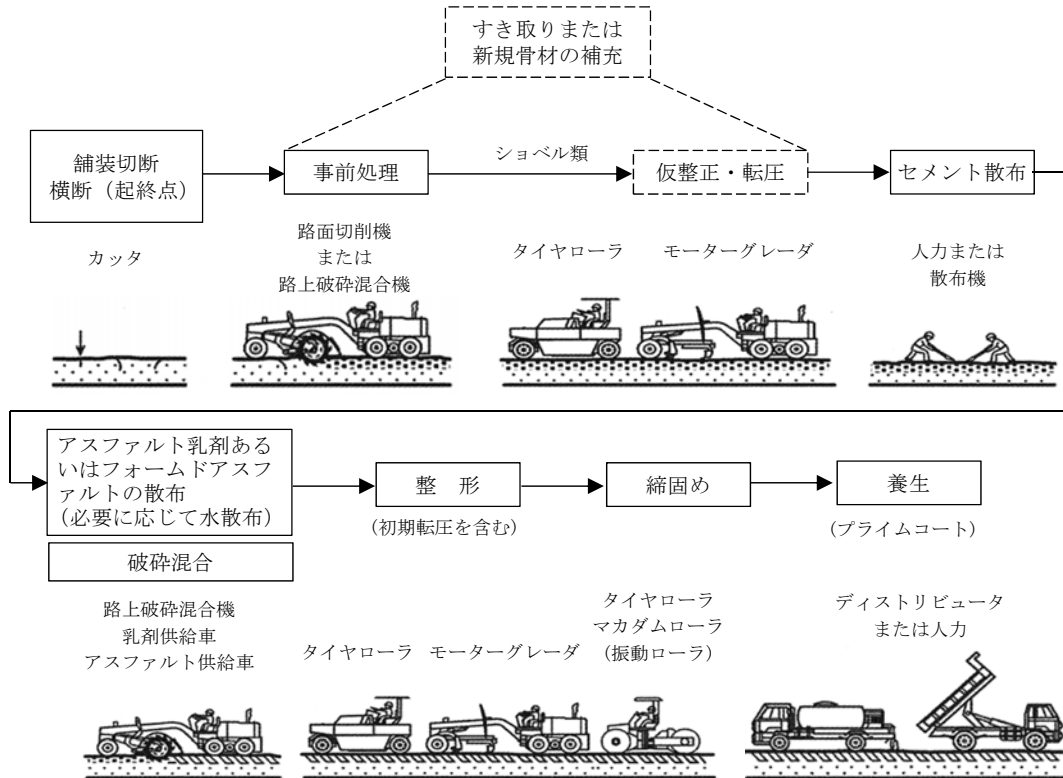 すき取りまたは
新規骨材の補充
舗装切断
横断（起終点）
事前処理
ショベル類
仮整正・転圧
セメント散布
カッタ
路面切削機
または
路上破砕混合機
タイヤローラ
モーターグレーダ
人力または
散布機
アスファルト乳剤ある
いはフォームドアスフ
ァルトの散布
（必要に応じて水散布）
破砕混合
整　形
（初期転圧を含む）
締固め
養生
（プライムコート）
路上破砕混合機
乳剤供給車
アスファルト供給車
タイヤローラ
モーターグレーダ
タイヤローラ
マカダムローラ
（振動ローラ）
ディストリビュータ
または人力